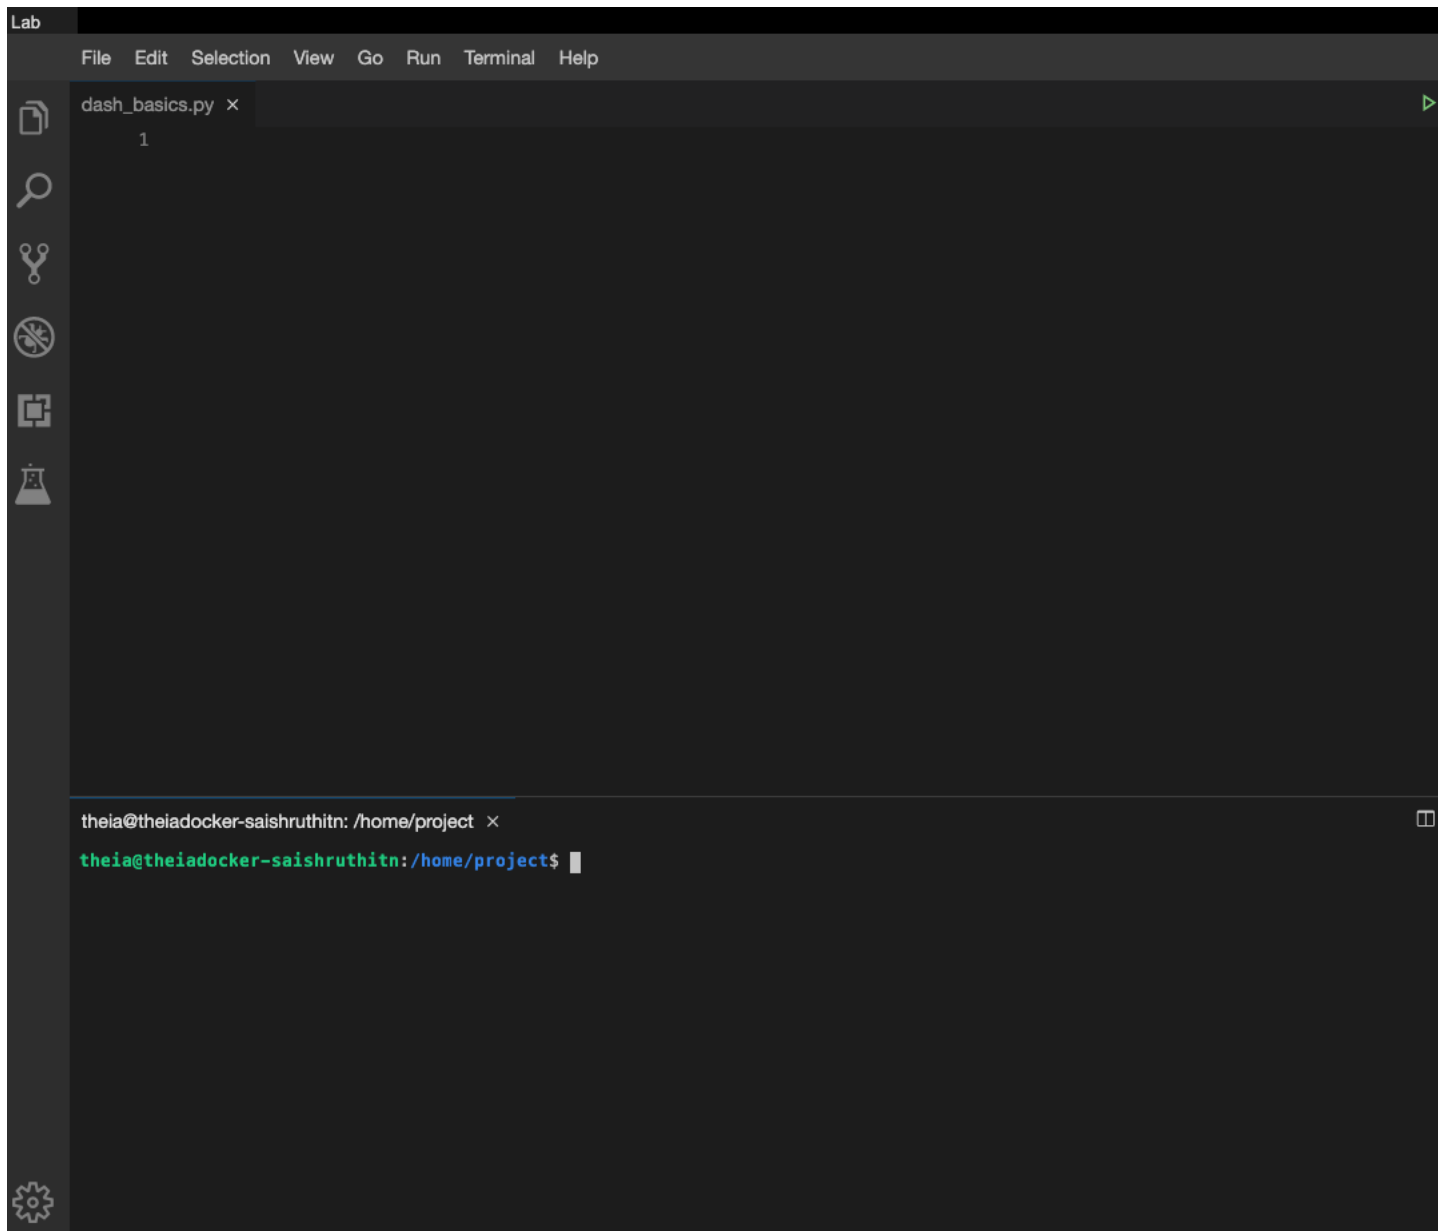 Lab
File Edit Selection View Go Run Terminal Help
dash_basics.py ×
1
theia@theiadocker-saishruthitn: /home/project ×
theia@theiadocker-saishruthitn:/home/project$